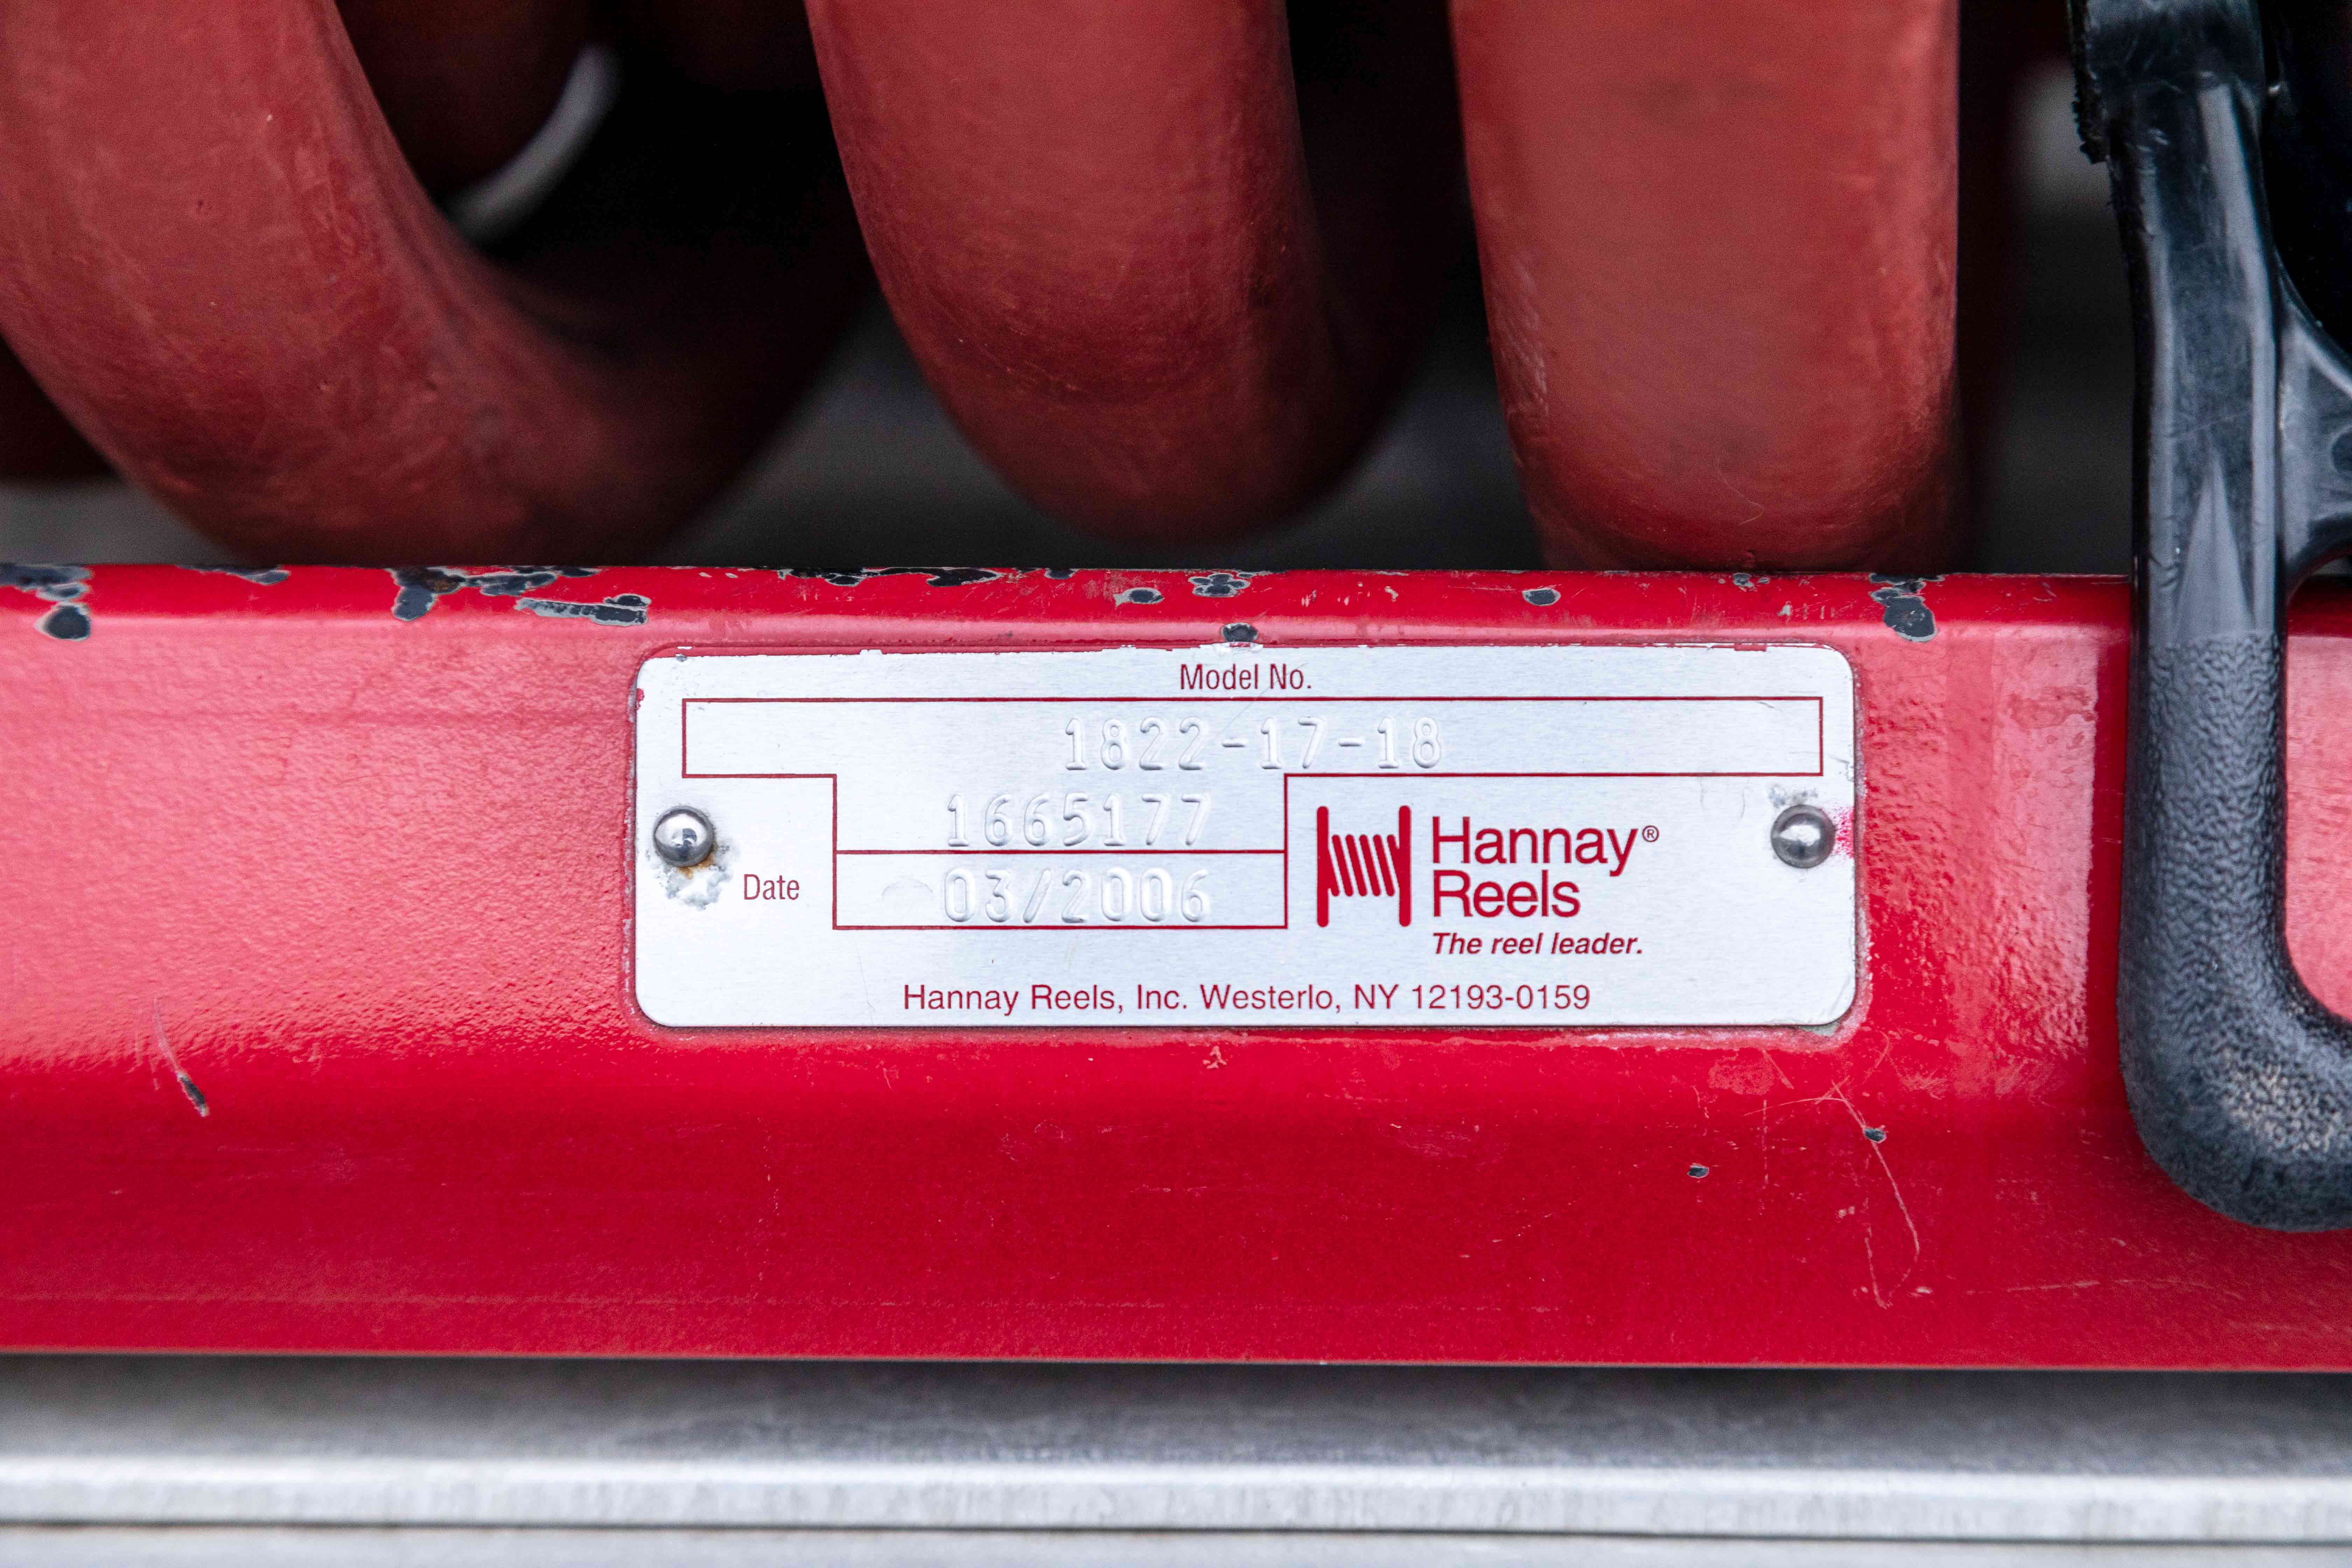 Model No.
1822-17-18
1665177
Date
03/2006
Hannay®
Reels
The reel leader.
Hannay Reels, Inc. Westerlo, NY 12193-0159